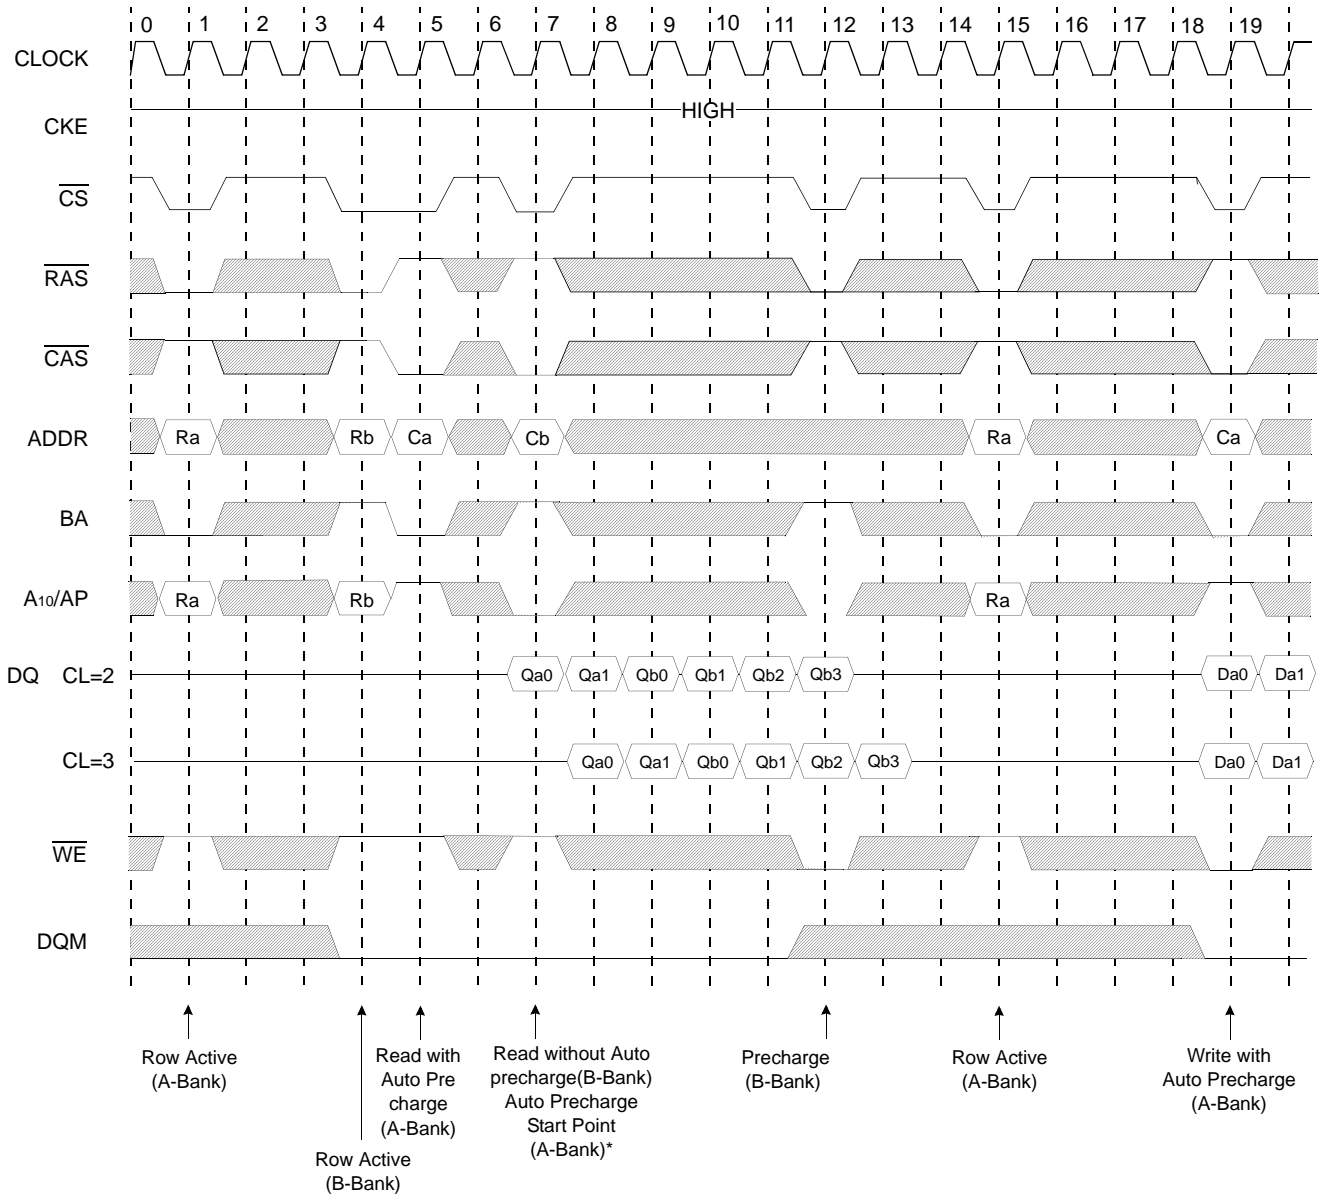 0 1 2 3 4 5 6 7 8 9 10 11 12 13 14 15 16 17 18 19
CLOCK
HIGH
CKE
CS
RAS
CAS
ADDR Ra Rb Ca Cb Ra Ca
BA
A10/AP Ra Rb Ra
DQ CL=2 Qa0 Qa1 Qb0 Qb1 Qb2 Qb3 Da0 Da1
CL=3 Qa0 Qa1 Qb0 Qb1 Qb2 Qb3 Da0 Da1
WE
DQM
Row Active
(A-Bank)
Row Active
(B-Bank)
Read with
Auto Pre
charge
(A-Bank)
Read without Auto
precharge(B-Bank)
Auto Precharge
Start Point
(A-Bank)*
Precharge
(B-Bank)
Row Active
(A-Bank)
Write with
Auto Precharge
(A-Bank)